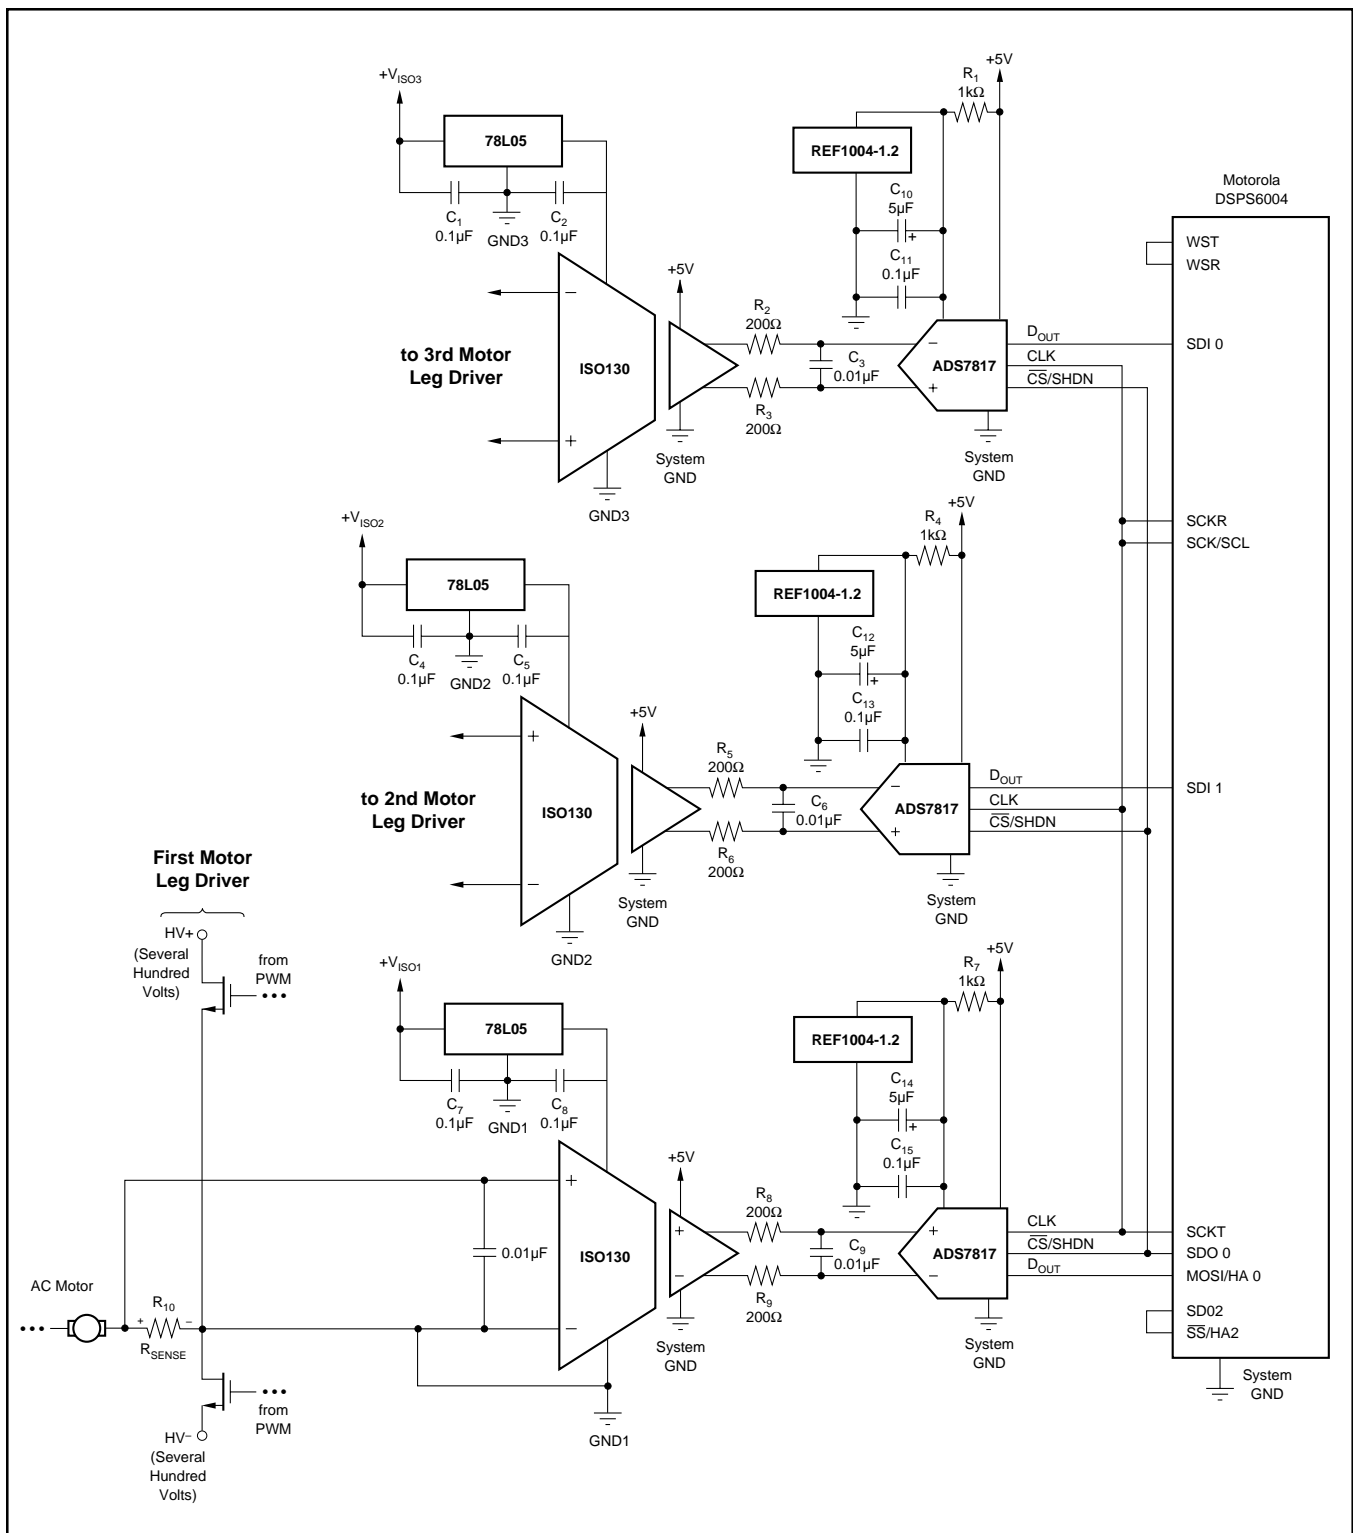 +V_ISO3
78L05
C1
0.1µF
GND3
C2
0.1µF
REF1004-1.2
R1
1kΩ
+5V
C10
5µF
+
C11
0.1µF
Motorola
DSPS6004
WST
WSR
to 3rd Motor
Leg Driver
−
+
ISO130
GND3
+5V
System
GND
R2
200Ω
R3
200Ω
C3
0.01µF
−
+
ADS7817
System
GND
D_OUT
CLK
CS/SHDN
SDI 0
SCKR
SCK/SCL
+V_ISO2
78L05
C4
0.1µF
GND2
C5
0.1µF
REF1004-1.2
R4
1kΩ
+5V
C12
5µF
+
C13
0.1µF
to 2nd Motor
Leg Driver
+
−
ISO130
GND2
+5V
System
GND
R5
200Ω
R6
200Ω
C6
0.01µF
−
+
ADS7817
System
GND
D_OUT
CLK
CS/SHDN
SDI 1
First Motor
Leg Driver
HV+
(Several
Hundred
Volts)
from
PWM
•••
+V_ISO1
78L05
C7
0.1µF
GND1
C8
0.1µF
REF1004-1.2
R7
1kΩ
+5V
C14
5µF
+
C15
0.1µF
0.01µF
+
−
ISO130
GND1
+5V
+
−
System
GND
R8
200Ω
R9
200Ω
C9
0.01µF
+
−
ADS7817
System
GND
CLK
CS/SHDN
D_OUT
SCKT
SDO 0
MOSI/HA 0
SD02
SS/HA2
System
GND
AC Motor
•••
R10
+
−
R_SENSE
•••
from
PWM
HV−
(Several
Hundred
Volts)